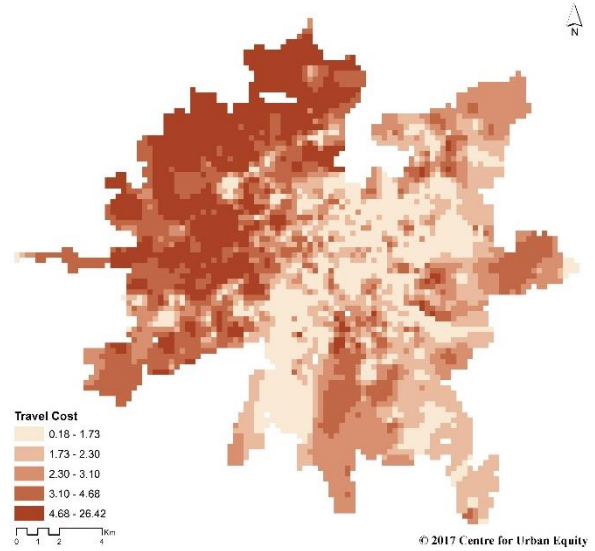 N
Travel Cost
0.18 - 1.73
1.73 - 2.30
2.30 - 3.10
3.10 - 4.68
4.68 - 26.42
Km
0 1 2 4
© 2017 Centre for Urban Equity